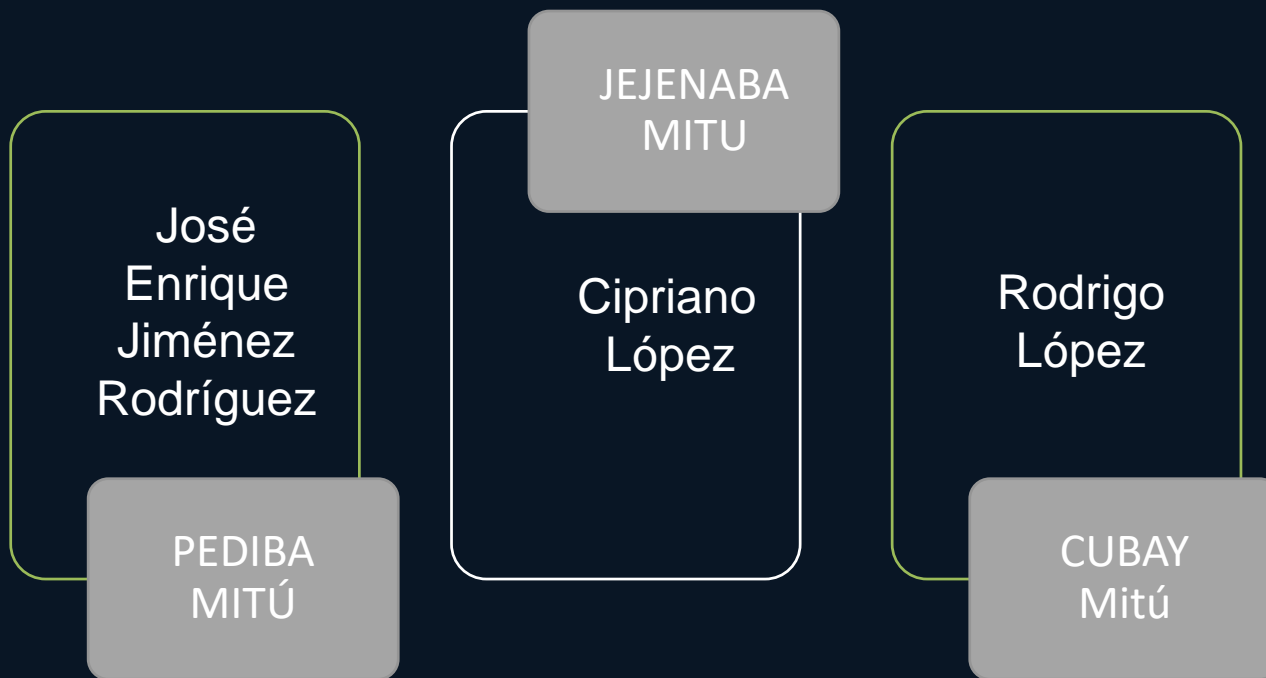 José
Enrique
Jiménez
Rodríguez
PEDIBA
MITÚ
JEJENABA
MITU
Cipriano
López
Rodrigo
López
CUBAY
Mitú